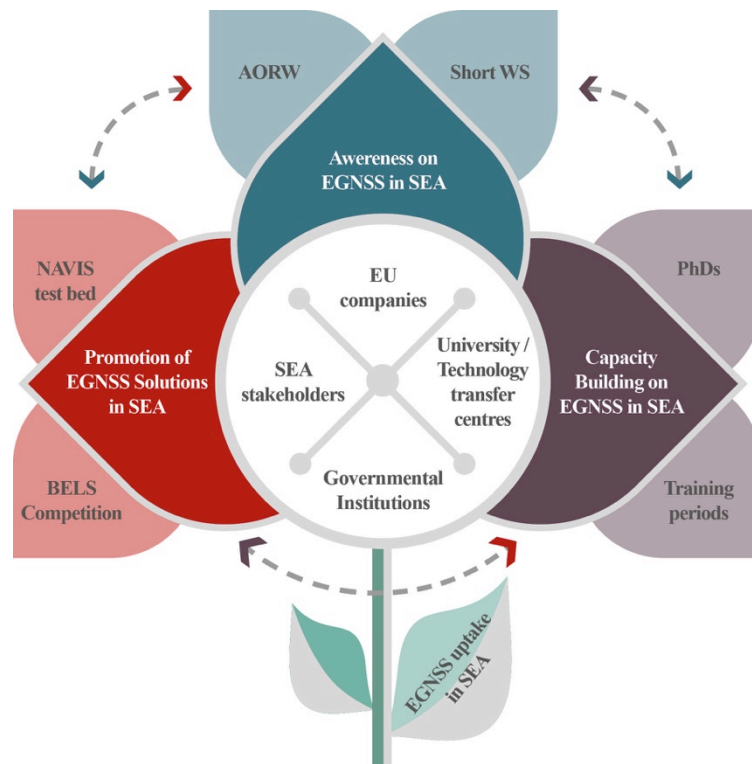 AORW
Short WS
Awereness on
EGNSS in SEA
NAVIS
test bed
PhDs
EU
companies
Promotion of
EGNSS Solutions
in SEA
SEA
stakeholders
University /
Technology
transfer
centres
Capacity
Building on
EGNSS in SEA
BELS
Competition
Governmental
Institutions
Training
periods
EGNSS uptake
in SEA